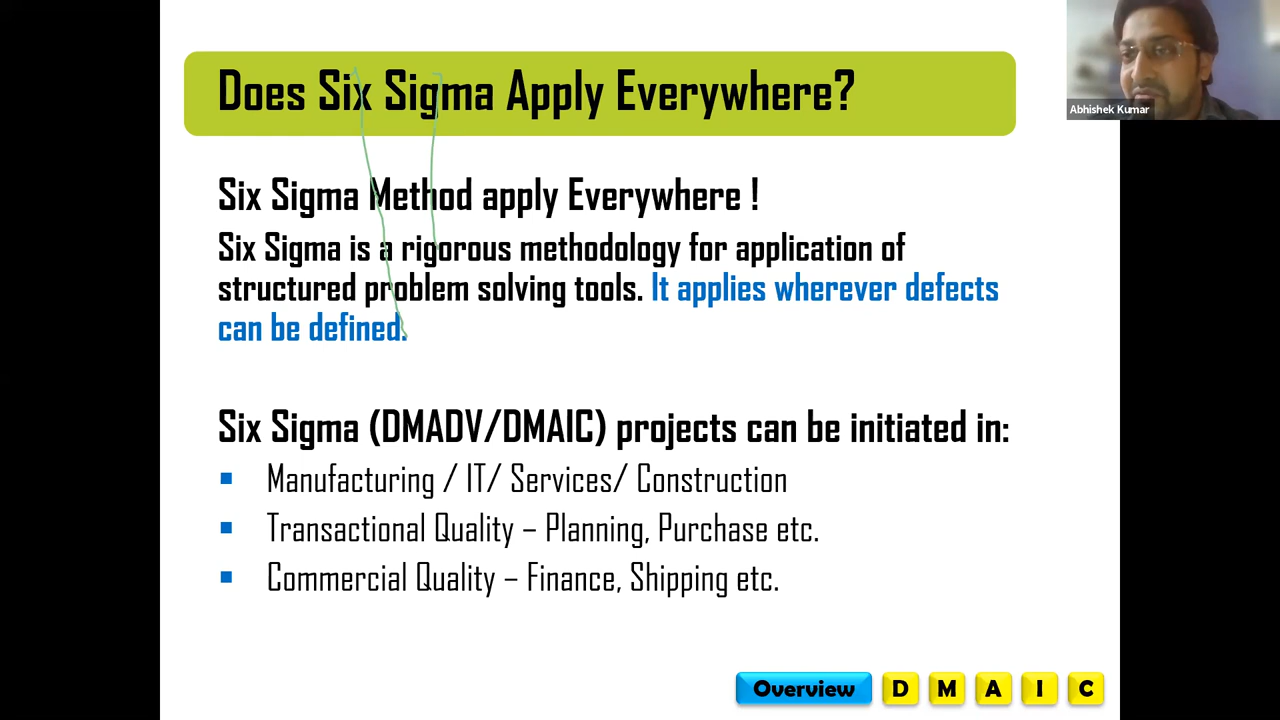 Does Six Sigma Apply Everywhere?
Abhishek Kumar
Six Sigma Method apply Everywhere !
Six Sigma is a rigorous methodology for application of
structured problem solving tools. It applies wherever defects
can be defined.
Six Sigma (DMADV/DMAIC) projects can be initiated in:
▪ Manufacturing / IT/ Services/ Construction
▪ Transactional Quality – Planning, Purchase etc.
▪ Commercial Quality – Finance, Shipping etc.
Overview D M A I C